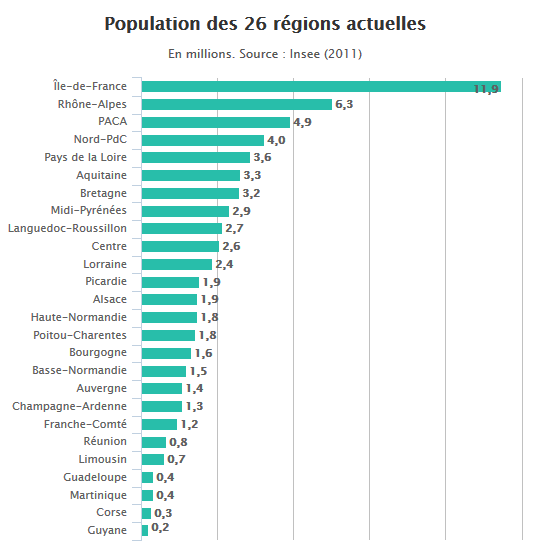 Population des 26 régions actuelles
En millions. Source : Insee (2011)
Île-de-France 11,9
Rhône-Alpes 6,3
PACA 4,9
Nord-PdC 4,0
Pays de la Loire 3,6
Aquitaine 3,3
Bretagne 3,2
Midi-Pyrénées 2,9
Languedoc-Roussillon 2,7
Centre 2,6
Lorraine 2,4
Picardie 1,9
Alsace 1,9
Haute-Normandie 1,8
Poitou-Charentes 1,8
Bourgogne 1,6
Basse-Normandie 1,5
Auvergne 1,4
Champagne-Ardenne 1,3
Franche-Comté 1,2
Réunion 0,8
Limousin 0,7
Guadeloupe 0,4
Martinique 0,4
Corse 0,3
Guyane 0,2